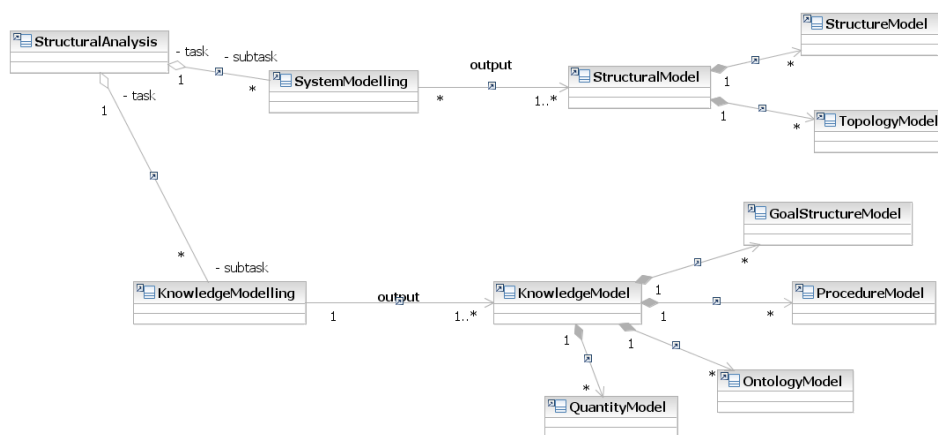 StructureModel
StructuralAnalysis
- task
- subtask
1
*
output
SystemModelling
StructuralModel
1
*
*
1..*
1
*
- task
1
TopologyModel
GoalStructureModel
*
- subtask
1
*
KnowledgeModelling
output
KnowledgeModel
ProcedureModel
1
1..*
1
*
1
1
*
OntologyModel
*
QuantityModel